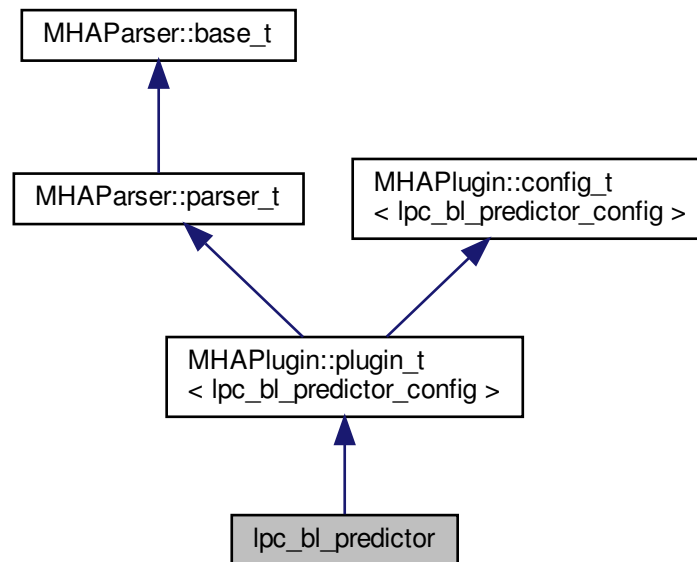 MHAParser::base_t
MHAParser::parser_t
MHAPlugin::config_t
< lpc_bl_predictor_config >
MHAPlugin::plugin_t
< lpc_bl_predictor_config >
lpc_bl_predictor